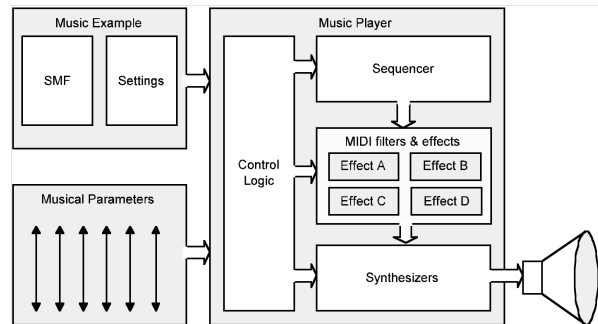 Music Example
SMF
Settings
Musical Parameters
Music Player
Control
Logic
Sequencer
MIDI filters & effects
Effect A
Effect B
Effect C
Effect D
Synthesizers